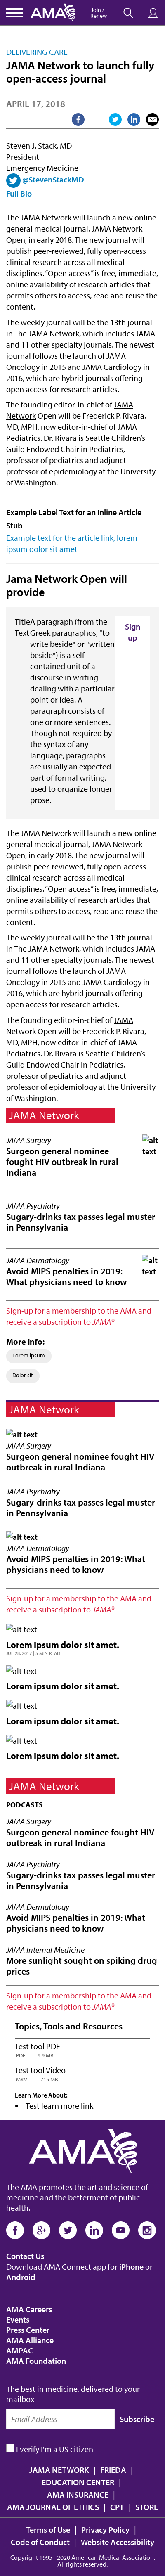 AMA
Join /
Renew
DELIVERING CARE
JAMA Network to launch fully
open-access journal
APRIL 17, 2018
Steven J. Stack, MD
President
Emergency Medicine
@StevenStackMD
Full Bio
The JAMA Network will launch a new online
general medical journal, JAMA Network
Open, in early 2018. The new journal will
publish peer-reviewed, fully open-access
clinical research from across all medical
disciplines. “Open access” is free, immediate,
online availability of articles that permits
others to access, read and reuse the content.
The weekly journal will be the 13th journal
in The JAMA Network, which includes JAMA
and 11 other specialty journals. The newest
journal follows the launch of JAMA
Oncology in 2015 and JAMA Cardiology in
2016, which are hybrid journals offering
open access to published articles.
The founding editor-in-chief of JAMA
Network Open will be Frederick P. Rivara,
MD, MPH, now editor-in-chief of JAMA
Pediatrics. Dr. Rivara is Seattle Children’s
Guild Endowed Chair in Pediatrics,
professor of pediatrics and adjunct
professor of epidemiology at the University
of Washington.
Example Label Text for an Inline Article
Stub
Example text for the article link, lorem
ipsum dolor sit amet
Jama Network Open will
provide
TitleA paragraph (from the
Greek paragraphos, "to
write beside" or "written
beside") is a self-
contained unit of a
discourse in writing
dealing with a particular
point or idea. A
paragraph consists of
one or more sentences.
Though not required by
the syntax of any
language, paragraphs
are usually an expected
part of formal writing,
used to organize longer
prose.
Sign
up
The JAMA Network will launch a new online
general medical journal, JAMA Network
Open, in early 2018. The new journal will
publish peer-reviewed, fully open-access
clinical research from across all medical
disciplines. “Open access” is free, immediate,
online availability of articles that permits
others to access, read and reuse the
content.
The weekly journal will be the 13th journal
in The JAMA Network, which includes JAMA
and 11 other specialty journals. The newest
journal follows the launch of JAMA
Oncology in 2015 and JAMA Cardiology in
2016, which are hybrid journals offering
open access to published articles.
The founding editor-in-chief of JAMA
Network Open will be Frederick P. Rivara,
MD, MPH, now editor-in-chief of JAMA
Pediatrics. Dr. Rivara is Seattle Children’s
Guild Endowed Chair in Pediatrics,
professor of pediatrics and adjunct
professor of epidemiology at the University
of Washington.
JAMA Network
JAMA Surgery
Surgeon general nominee
fought HIV outbreak in rural
Indiana
alt
text
JAMA Psychiatry
Sugary-drinks tax passes legal muster
in Pennsylvania
JAMA Dermatology
Avoid MIPS penalties in 2019:
What physicians need to know
alt
text
Sign-up for a membership to the AMA and
receive a subscription to JAMA®
More info:
Lorem ipsum
Dolor sit
JAMA Network
alt text
JAMA Surgery
Surgeon general nominee fought HIV
outbreak in rural Indiana
JAMA Psychiatry
Sugary-drinks tax passes legal muster
in Pennsylvania
alt text
JAMA Dermatology
Avoid MIPS penalties in 2019: What
physicians need to know
Sign-up for a membership to the AMA and
receive a subscription to JAMA®
alt text
Lorem ipsum dolor sit amet.
JUL 28, 2017 | 5 MIN READ
alt text
Lorem ipsum dolor sit amet.
alt text
Lorem ipsum dolor sit amet.
alt text
Lorem ipsum dolor sit amet.
JAMA Network
PODCASTS
JAMA Surgery
Surgeon general nominee fought HIV
outbreak in rural Indiana
JAMA Psychiatry
Sugary-drinks tax passes legal muster
in Pennsylvania
JAMA Dermatology
Avoid MIPS penalties in 2019: What
physicians need to know
JAMA Internal Medicine
More sunlight sought on spiking drug
prices
Sign-up for a membership to the AMA and
receive a subscription to JAMA®
Topics, Tools and Resources
Test tool PDF
.PDF 9.9 MB
Test tool Video
.MKV 715 MB
Learn More About:
Test learn more link
AMA
The AMA promotes the art and science of
medicine and the betterment of public
health.
Contact Us
Download AMA Connect app for iPhone or
Android
AMA Careers
Events
Press Center
AMA Alliance
AMPAC
AMA Foundation
The best in medicine, delivered to your
mailbox
Email Address
Subscribe
I verify I'm a US citizen
JAMA NETWORK | FRIEDA |
EDUCATION CENTER |
AMA INSURANCE |
AMA JOURNAL OF ETHICS | CPT | STORE
Terms of Use | Privacy Policy |
Code of Conduct | Website Accessibility
Copyright 1995 - 2020 American Medical Association.
All rights reserved.